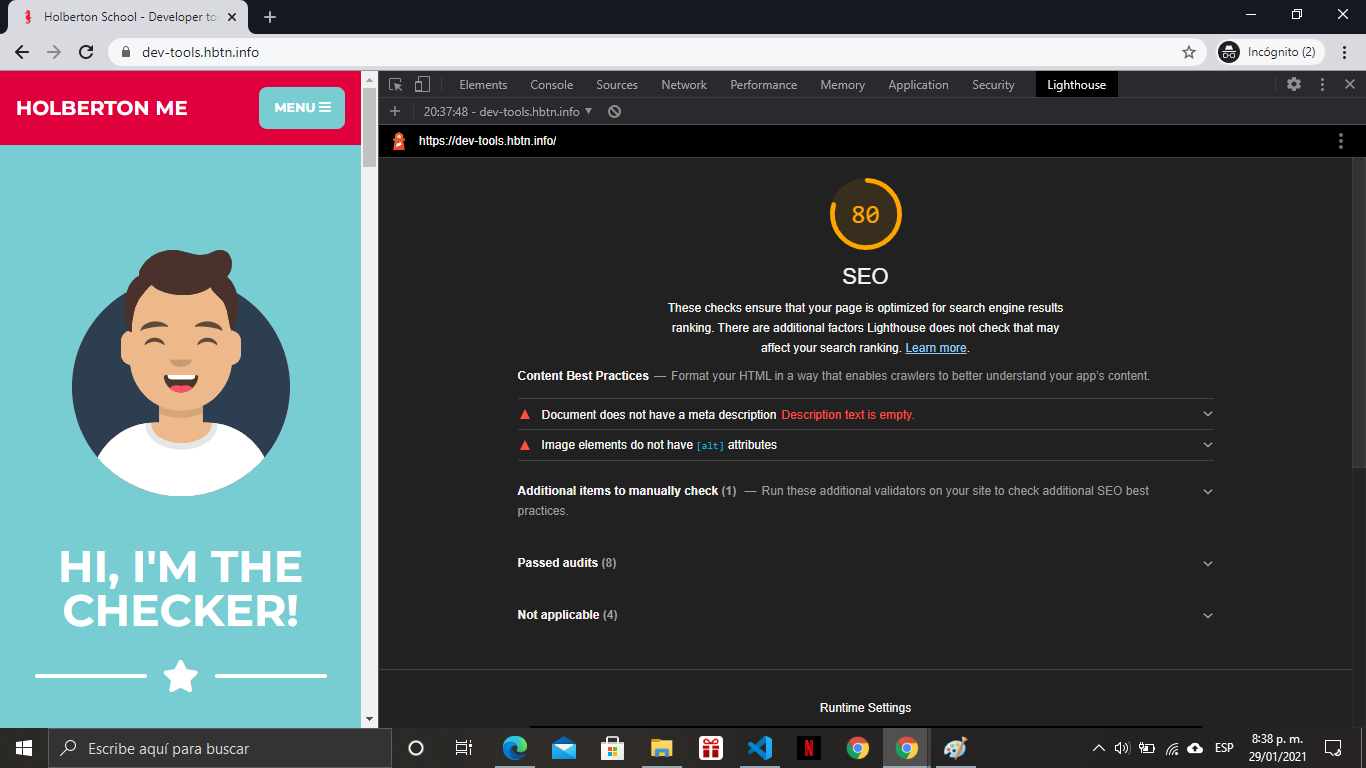 Holberton School - Developer to
dev-tools.hbtn.info
Incógnito (2)
HOLBERTON ME
MENU
HI, I'M THE
CHECKER!
Elements Console Sources Network Performance Memory Application Security Lighthouse
20:37:48 - dev-tools.hbtn.info
https://dev-tools.hbtn.info/
80
SEO
These checks ensure that your page is optimized for search engine results
ranking. There are additional factors Lighthouse does not check that may
affect your search ranking. Learn more.
Content Best Practices — Format your HTML in a way that enables crawlers to better understand your app's content.
Document does not have a meta description Description text is empty.
Image elements do not have [alt] attributes
Additional items to manually check (1) — Run these additional validators on your site to check additional SEO best
practices.
Passed audits (8)
Not applicable (4)
Runtime Settings
Escribe aquí para buscar
ESP
8:38 p. m.
29/01/2021